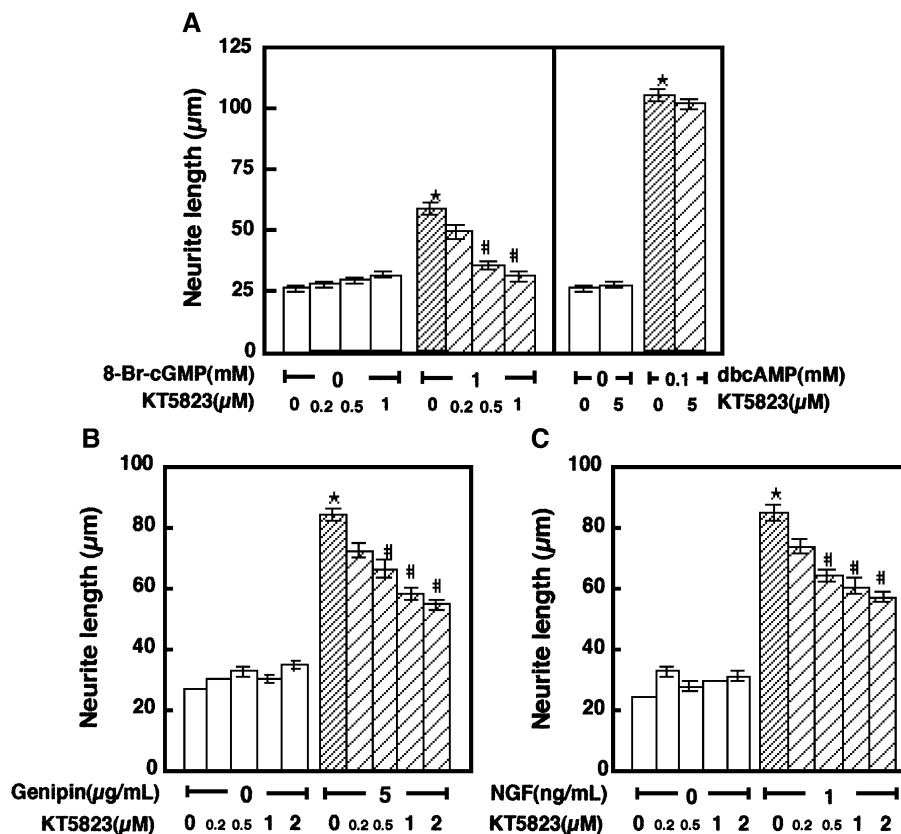 A
125
100
75
50
25
0
Neurite length (µm)
* # # *
8-Br-cGMP(mM) 0 1 0 0.1 dbcAMP(mM)
KT5823(µM) 0 0.2 0.5 1 0 0.2 0.5 1 0 5 0 5 KT5823(µM)
B
100
80
60
40
20
0
Neurite length (µm)
* # # #
Genipin(µg/mL) 0 5
KT5823(µM) 0 0.2 0.5 1 2 0 0.2 0.5 1 2
C
100
80
60
40
20
0
Neurite length (µm)
* # # #
NGF(ng/mL) 0 1
KT5823(µM) 0 0.2 0.5 1 2 0 0.2 0.5 1 2